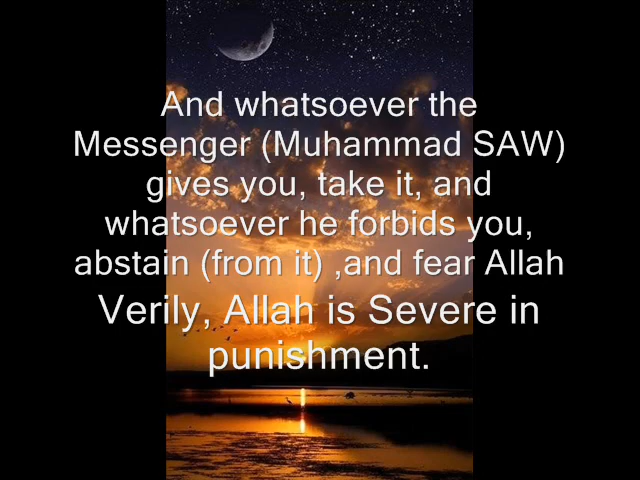 And whatsoever the
Messenger (Muhammad SAW)
gives you, take it, and
whatsoever he forbids you,
abstain (from it) ,and fear Allah
Verily, Allah is Severe in
punishment.